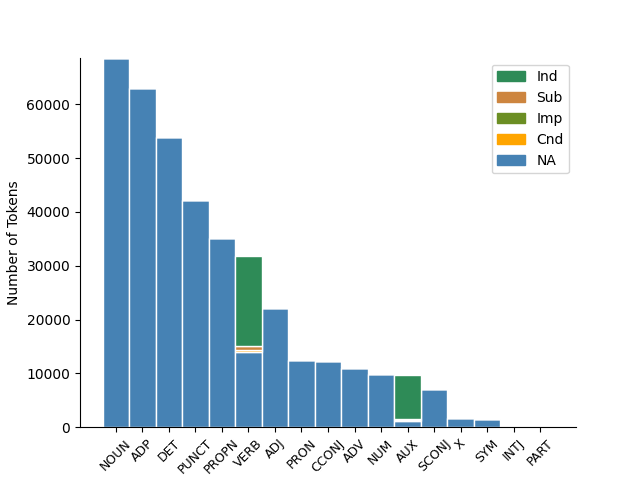 Ind
Sub
Imp
Cnd
NA
Number of Tokens
60000
50000
40000
30000
20000
10000
0
NOUN
ADP
DET
PUNCT
PROPN
VERB
ADJ
PRON
CCONJ
ADV
NUM
AUX
SCONJ
X
SYM
INTJ
PART